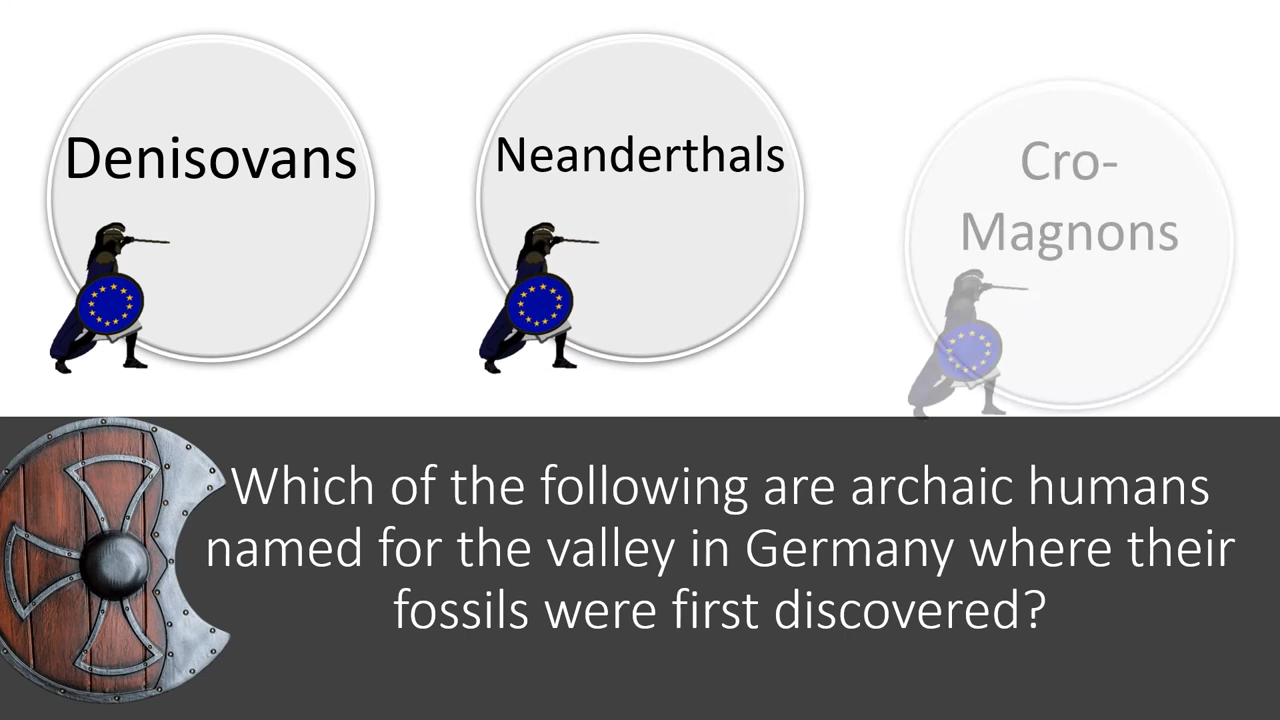 Denisovans
Neanderthals
Cro-
Magnons
Which of the following are archaic humans
named for the valley in Germany where their
fossils were first discovered?